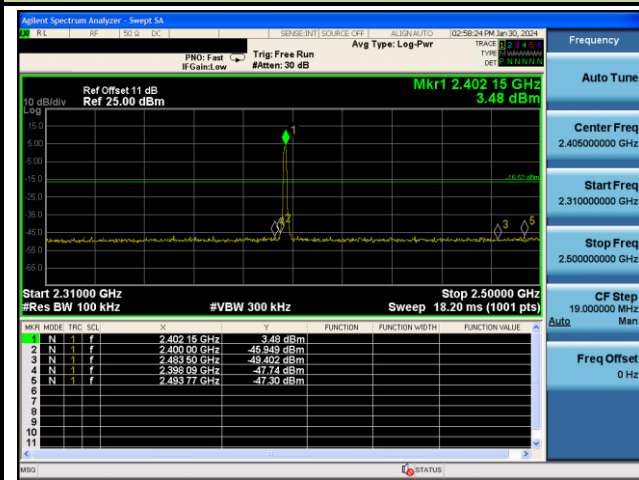 Agilent Spectrum Analyzer - Swept SA
RL RF 50 Ω DC SENSE:INT SOURCE OFF ALIGN AUTO 02:58:24 PM Jan 30, 2024
Avg Type: Log-Pwr TRACE 1 2 3 4 5 6
PNO: Fast Trig: Free Run TYPE
IFGain:Low #Atten: 30 dB DET P N N N N N
Ref Offset 11 dB Mkr1 2.402 15 GHz
10 dB/div Ref 25.00 dBm 3.48 dBm
Log
15.0
5.00
-5.00
-15.0
-16.52 dBm
-25.0
-35.0
-45.0
-55.0
-65.0
1
2
3
5
Start 2.31000 GHz Stop 2.50000 GHz
#Res BW 100 kHz #VBW 300 kHz Sweep 18.20 ms (1001 pts)
MKR MODE TRC SCL X Y FUNCTION FUNCTION WIDTH FUNCTION VALUE
1 N 1 f 2.402 15 GHz 3.48 dBm
2 N 1 f 2.400 00 GHz -45.949 dBm
3 N 1 f 2.483 50 GHz -49.402 dBm
4 N 1 f 2.398 09 GHz -47.74 dBm
5 N 1 f 2.493 77 GHz -47.30 dBm
6
7
8
9
10
11
MSG STATUS
Frequency
Auto Tune
Center Freq
2.405000000 GHz
Start Freq
2.310000000 GHz
Stop Freq
2.500000000 GHz
CF Step
19.000000 MHz
Auto Man
Freq Offset
0 Hz